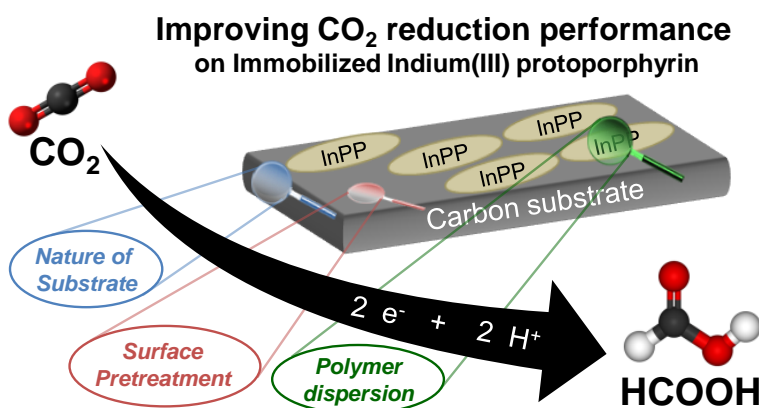 Improving CO₂ reduction performance
on Immobilized Indium(III) protoporphyrin
CO₂
InPP
InPP
InPP
InPP
InPP
InPP
Carbon substrate
Nature of
Substrate
Surface
Pretreatment
Polymer
dispersion
2 e⁻ + 2 H⁺
HCOOH